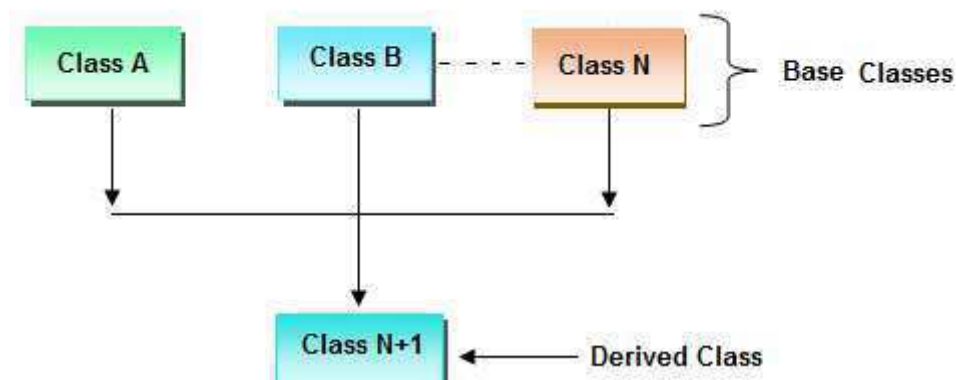 Class A
Class B
Class N
Base Classes
Class N+1
Derived Class